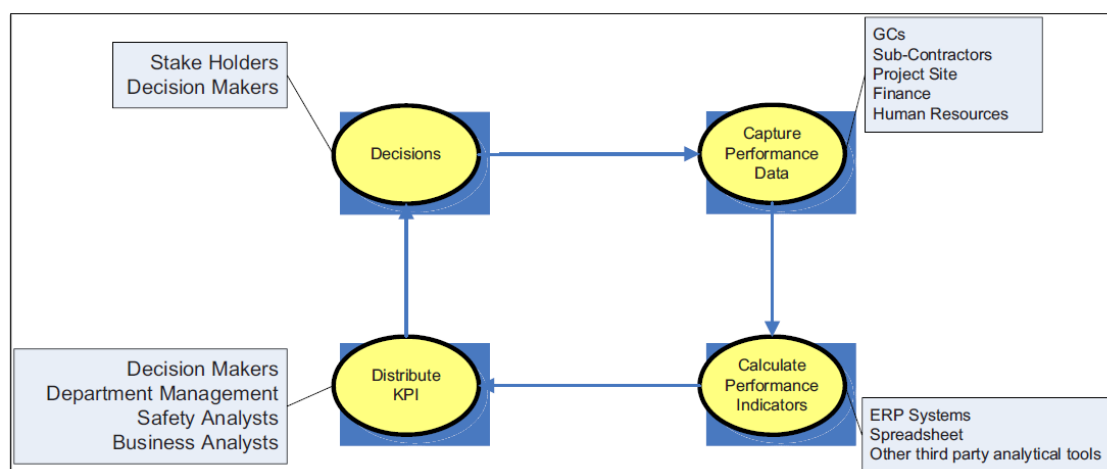 Stake Holders
Decision Makers
GCs
Sub-Contractors
Project Site
Finance
Human Resources
Decisions
Capture
Performance
Data
Decision Makers
Department Management
Safety Analysts
Business Analysts
Distribute
KPI
Calculate
Performance
Indicators
ERP Systems
Spreadsheet
Other third party analytical tools